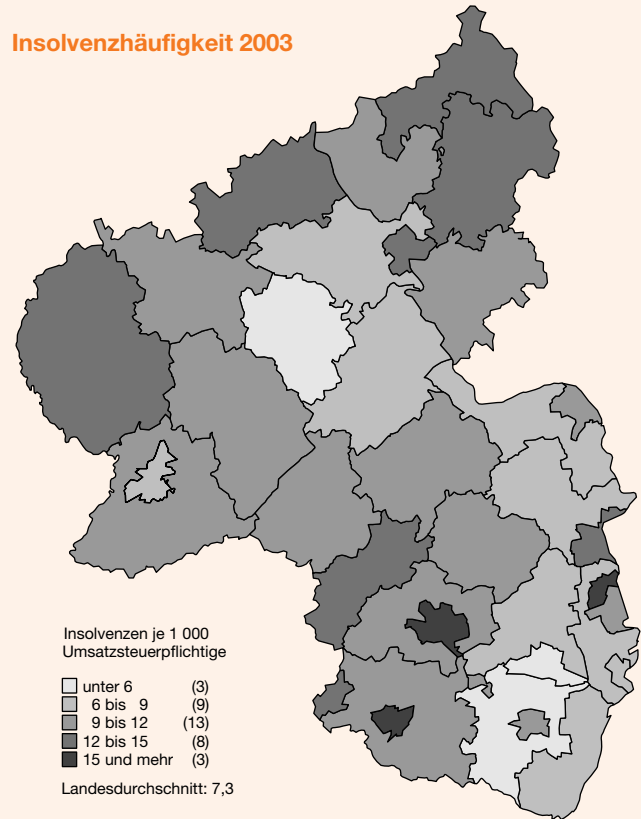 Insolvenzhäufigkeit 2003
Insolvenzen je 1 000
Umsatzsteuerpflichtige
unter 6 (3)
6 bis 9 (9)
9 bis 12 (13)
12 bis 15 (8)
15 und mehr (3)
Landesdurchschnitt: 7,3